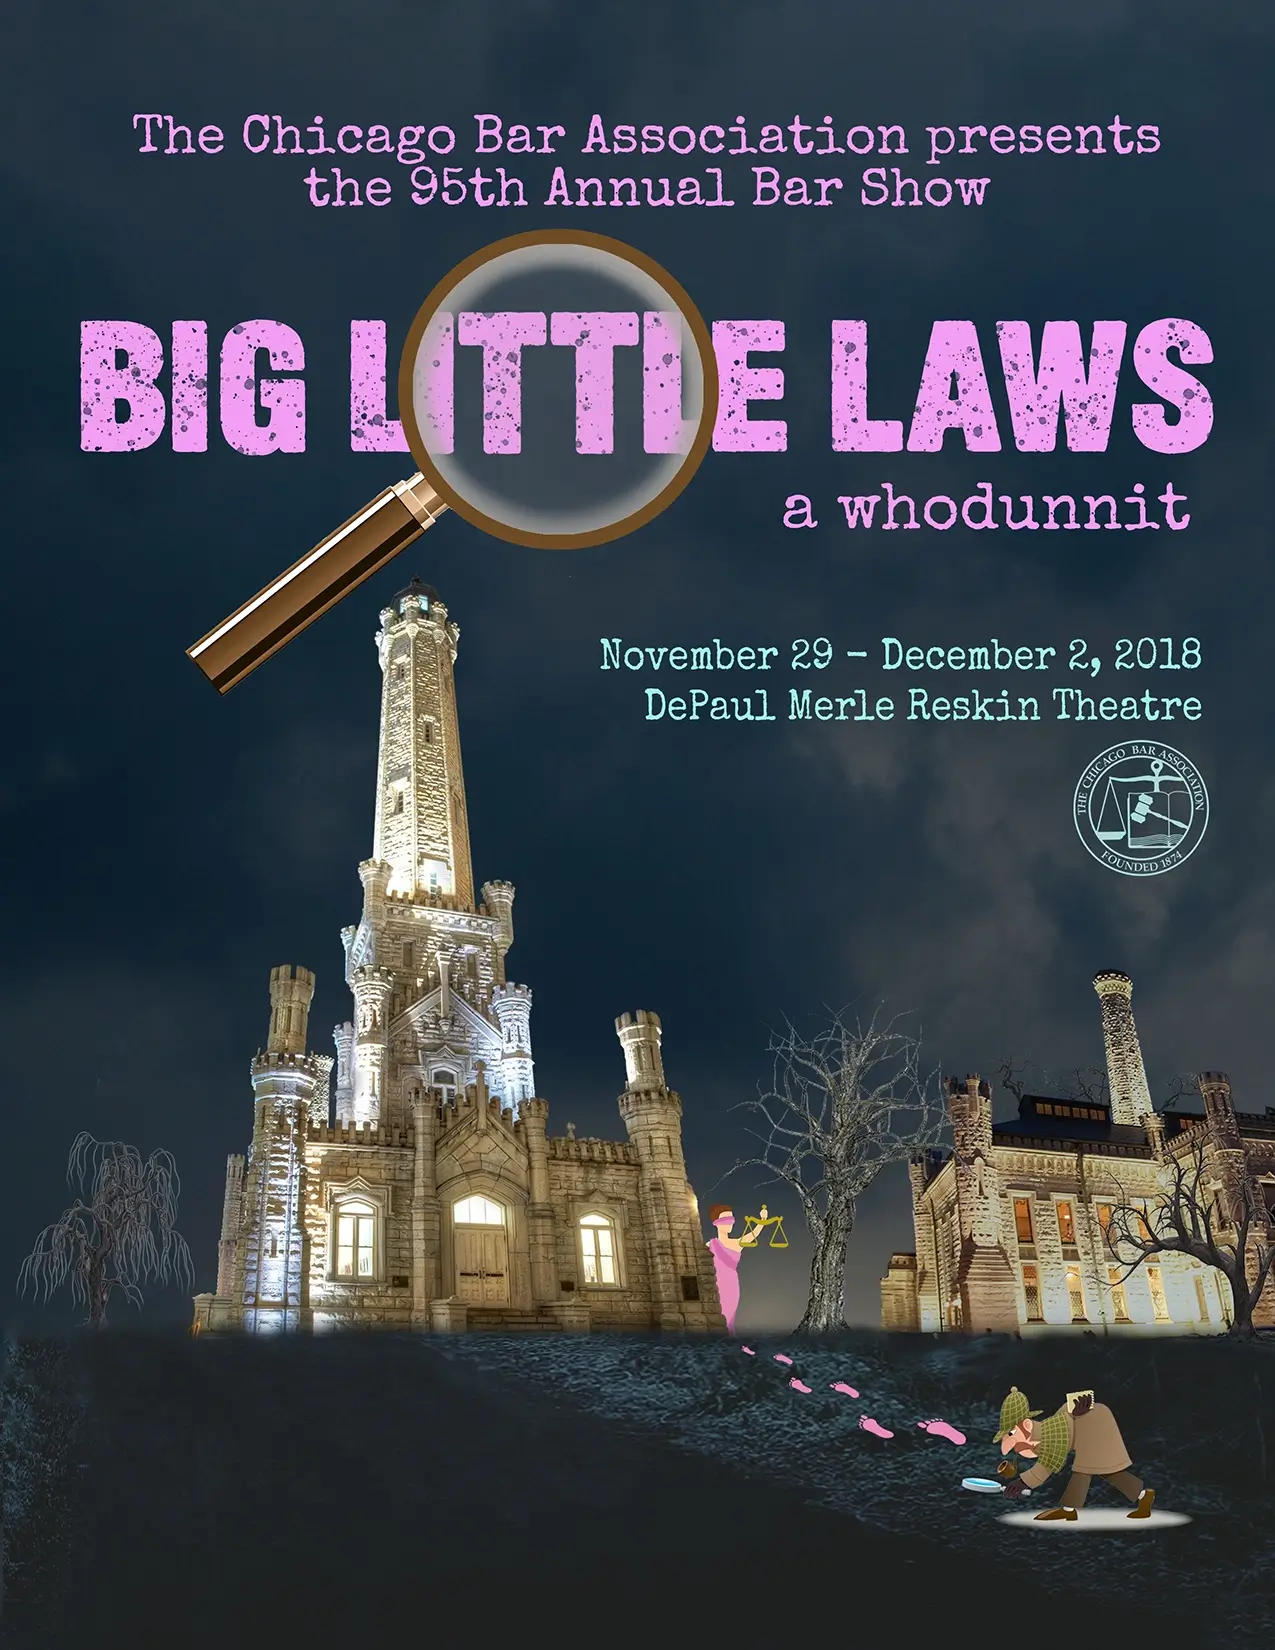 The Chicago Bar Association presents
the 95th Annual Bar Show
BIG LITTLE LAWS
a whodunnit
November 29 – December 2, 2018
DePaul Merle Reskin Theatre
THE CHICAGO BAR ASSOCIATION
FOUNDED 1874